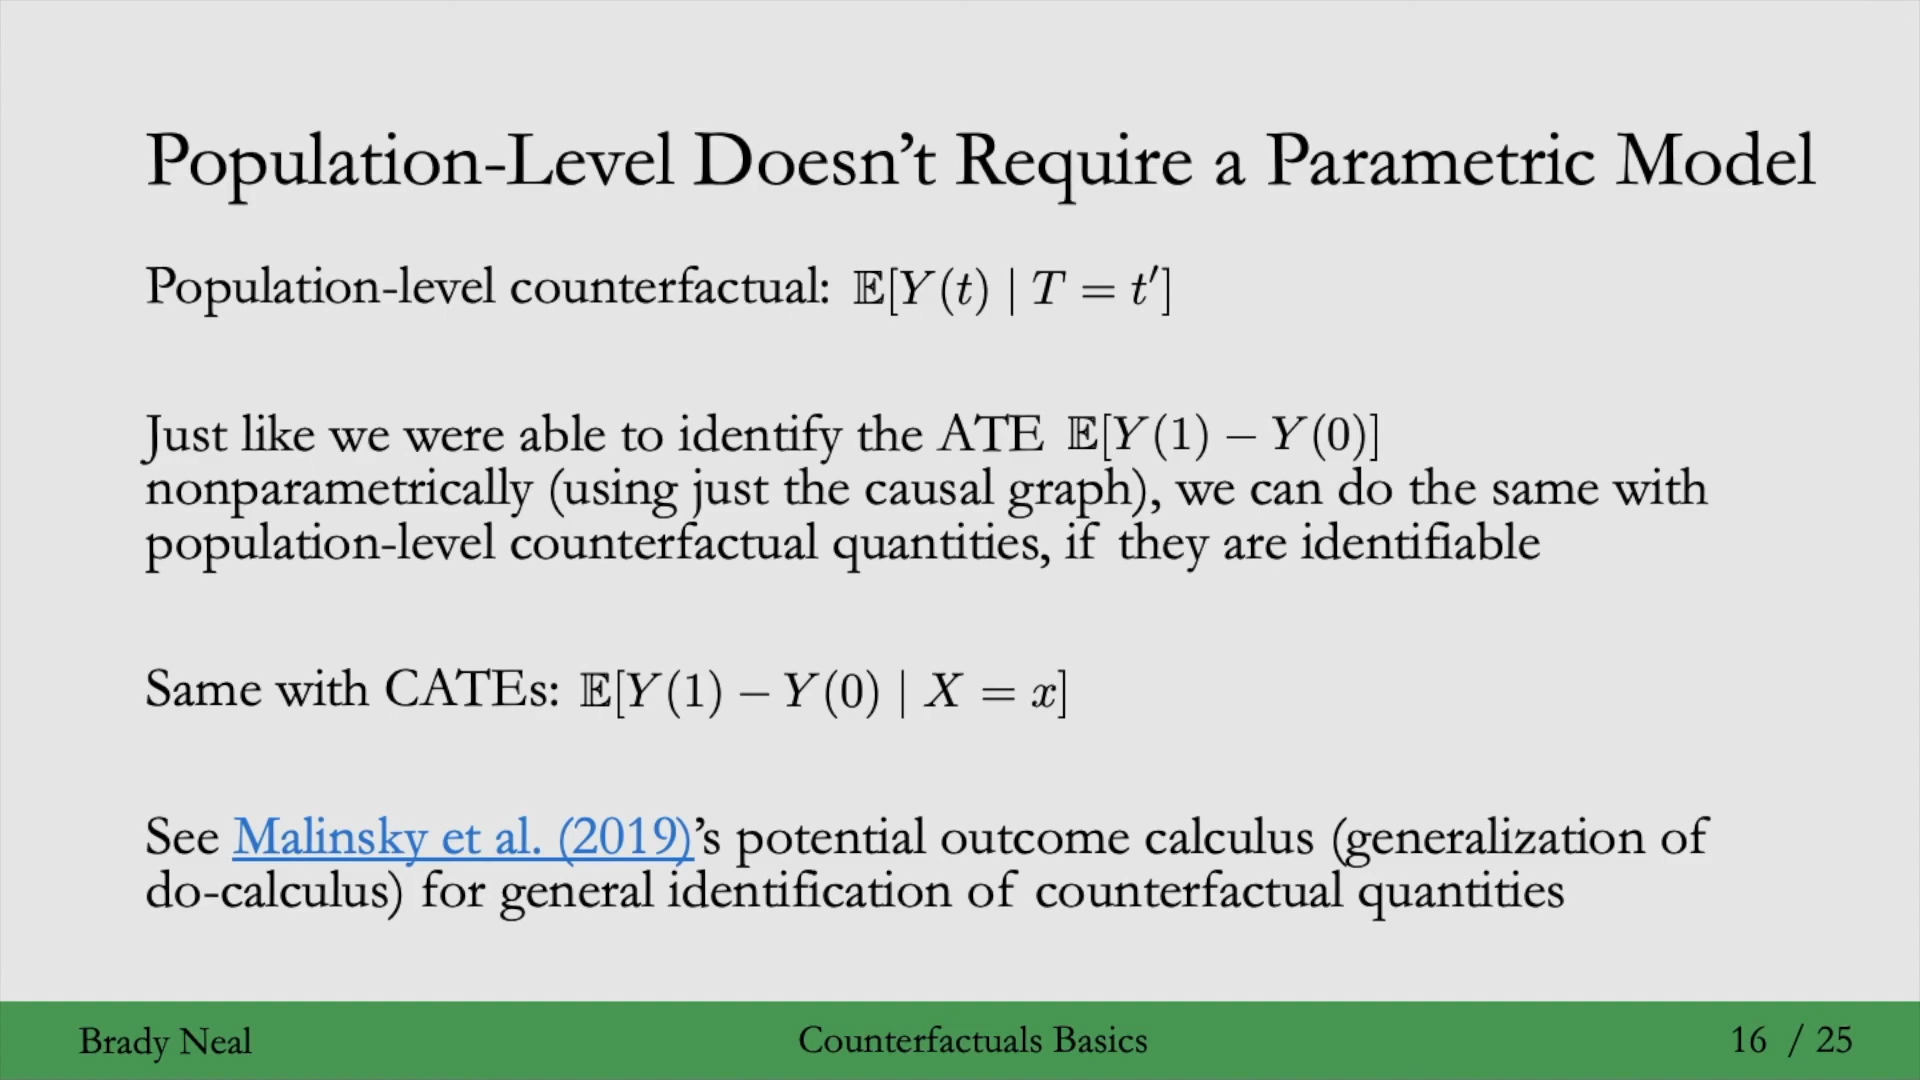 Population-Level Doesn’t Require a Parametric Model
Population-level counterfactual: 𝔼[Y(t) | T = t′]
Just like we were able to identify the ATE 𝔼[Y(1) − Y(0)]
nonparametrically (using just the causal graph), we can do the same with
population-level counterfactual quantities, if they are identifiable
Same with CATEs: 𝔼[Y(1) − Y(0) | X = x]
See Malinsky et al. (2019)’s potential outcome calculus (generalization of
do-calculus) for general identification of counterfactual quantities
Brady Neal
Counterfactuals Basics
16 / 25